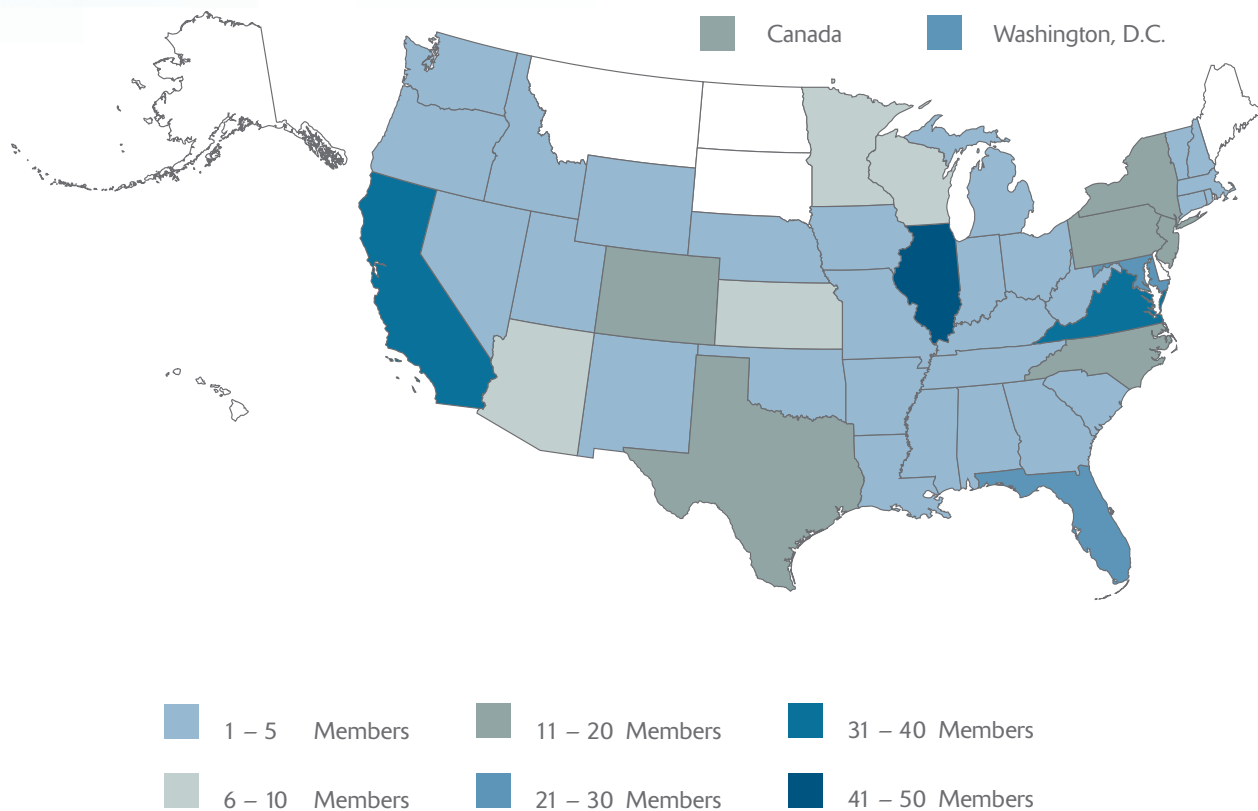 Canada Washington, D.C.
1 – 5 Members 11 – 20 Members 31 – 40 Members
6 – 10 Members 21 – 30 Members 41 – 50 Members